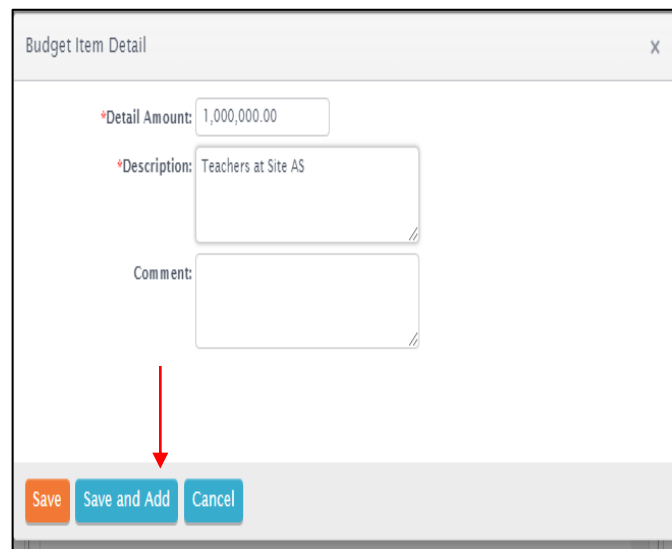 Budget Item Detail X
*Detail Amount: 1,000,000.00
*Description: Teachers at Site AS
Comment:
Save Save and Add Cancel